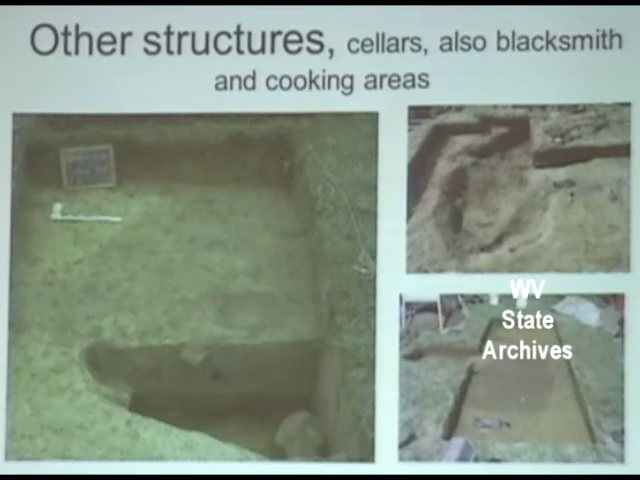 Other structures, cellars, also blacksmith
and cooking areas
WV
State
Archives